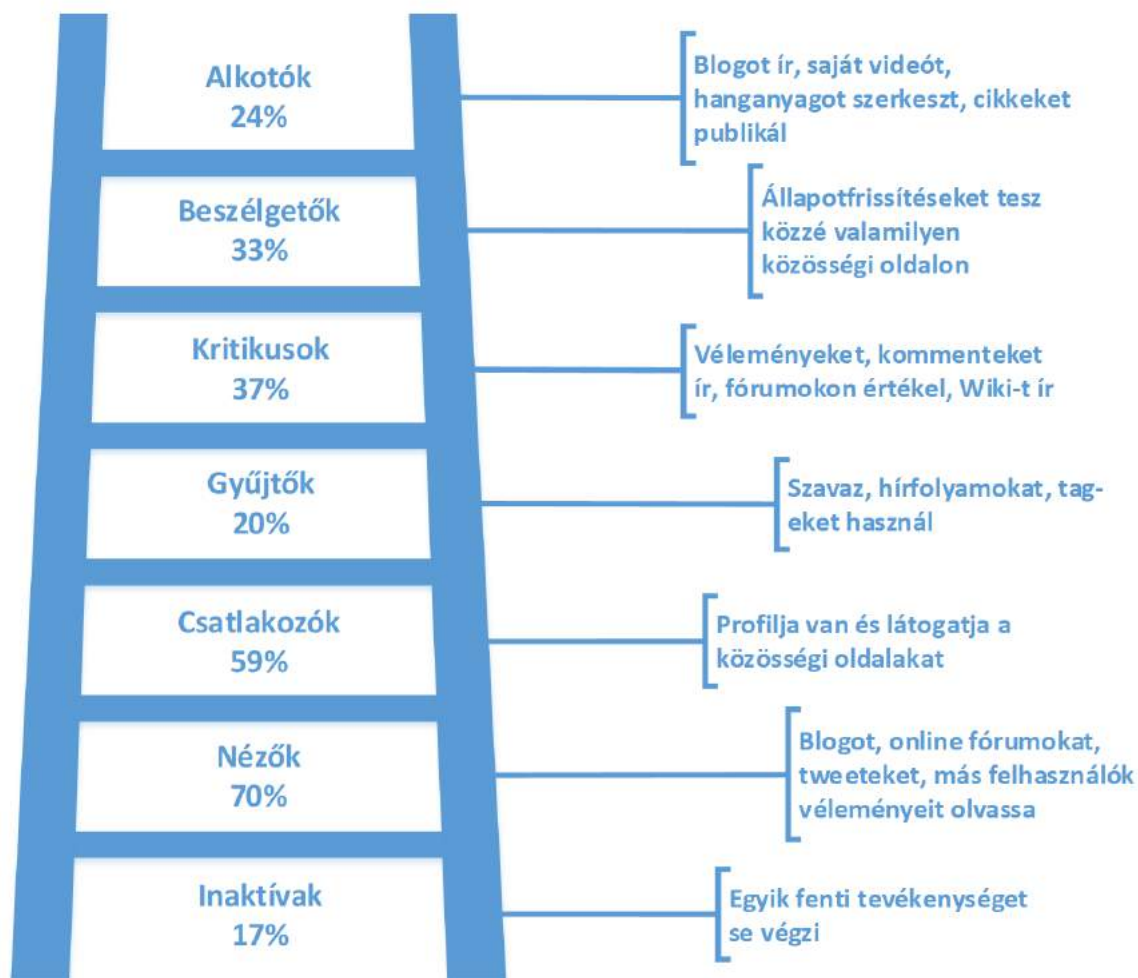 Alkotók
24%
Blogot ír, saját videót,
hanganyagot szerkeszt, cikkeket
publikál
Beszélgetők
33%
Állapotfrissítéseket tesz
közzé valamilyen
közösségi oldalon
Kritikusok
37%
Véleményeket, kommenteket
ír, fórumokon értékel, Wiki-t ír
Gyűjtők
20%
Szavaz, hírfolyamokat, tag-
eket használ
Csatlakozók
59%
Profilja van és látogatja a
közösségi oldalakat
Nézők
70%
Blogot, online fórumokat,
tweeteket, más felhasználók
véleményeit olvassa
Inaktívak
17%
Egyik fenti tevékenységet
se végzi